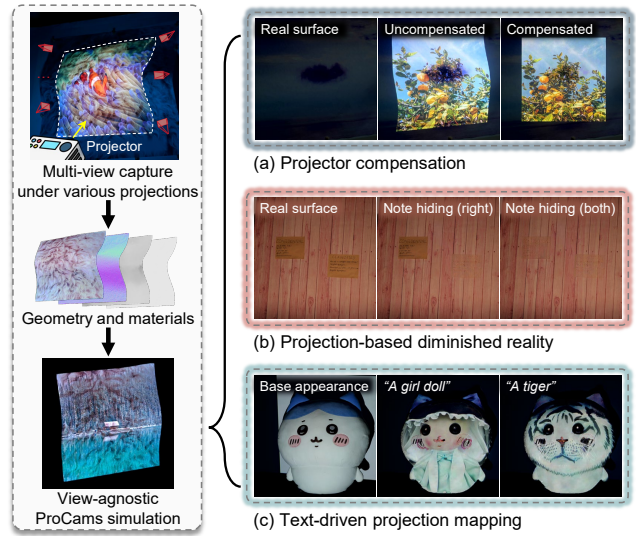 Projector
Multi-view capture
under various projections
Geometry and materials
View-agnostic
ProCams simulation
Real surface
Uncompensated
Compensated
(a) Projector compensation
Real surface
Note hiding (right)
Note hiding (both)
(b) Projection-based diminished reality
Base appearance
“A girl doll”
“A tiger”
(c) Text-driven projection mapping